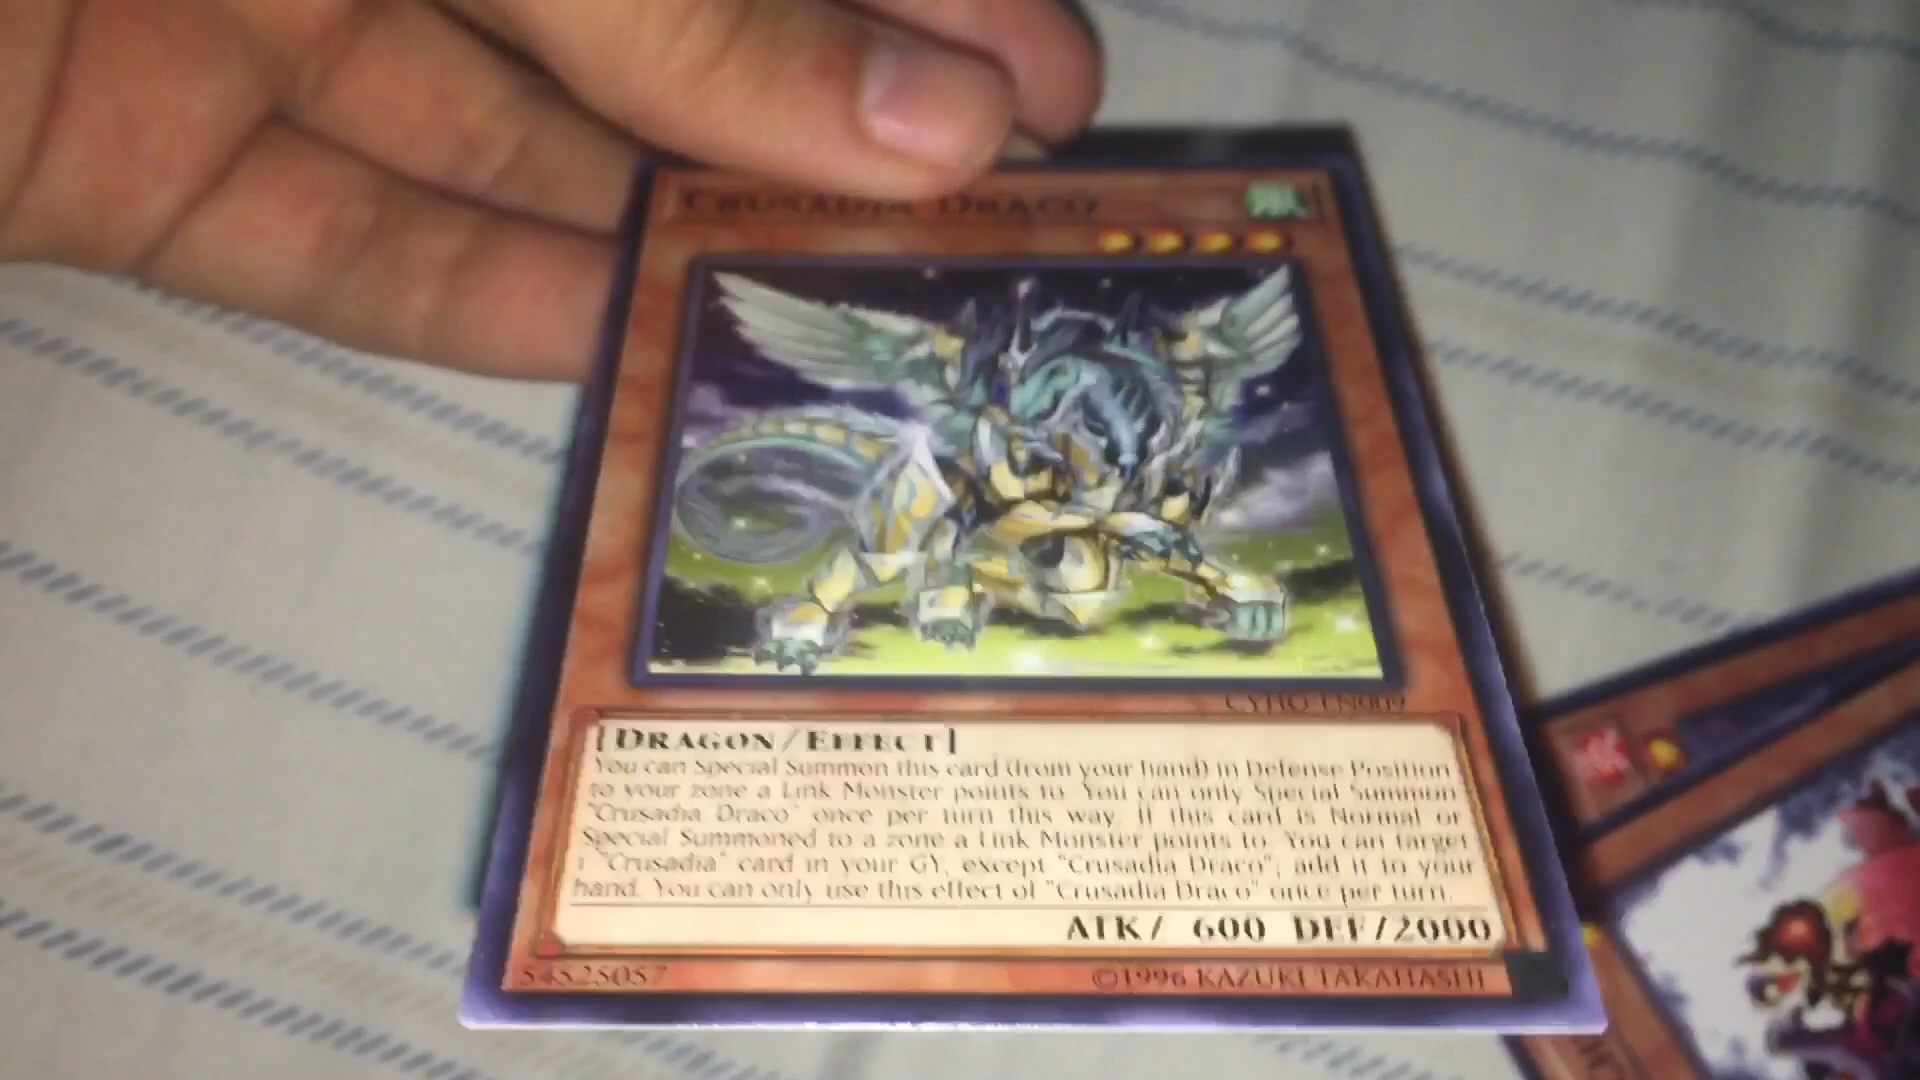 CRUSADIA DRACO
CYHO-EN009
[DRAGON/EFFECT]
You can Special Summon this card (from your hand) in Defense Position
to your zone a Link Monster points to. You can only Special Summon
"Crusadia Draco" once per turn this way. If this card is Normal or
Special Summoned to a zone a Link Monster points to: You can target
1 "Crusadia" card in your GY, except "Crusadia Draco"; add it to your
hand. You can only use this effect of "Crusadia Draco" once per turn.
ATK/ 600 DEF/2000
54525057
©1996 KAZUKI TAKAHASHI